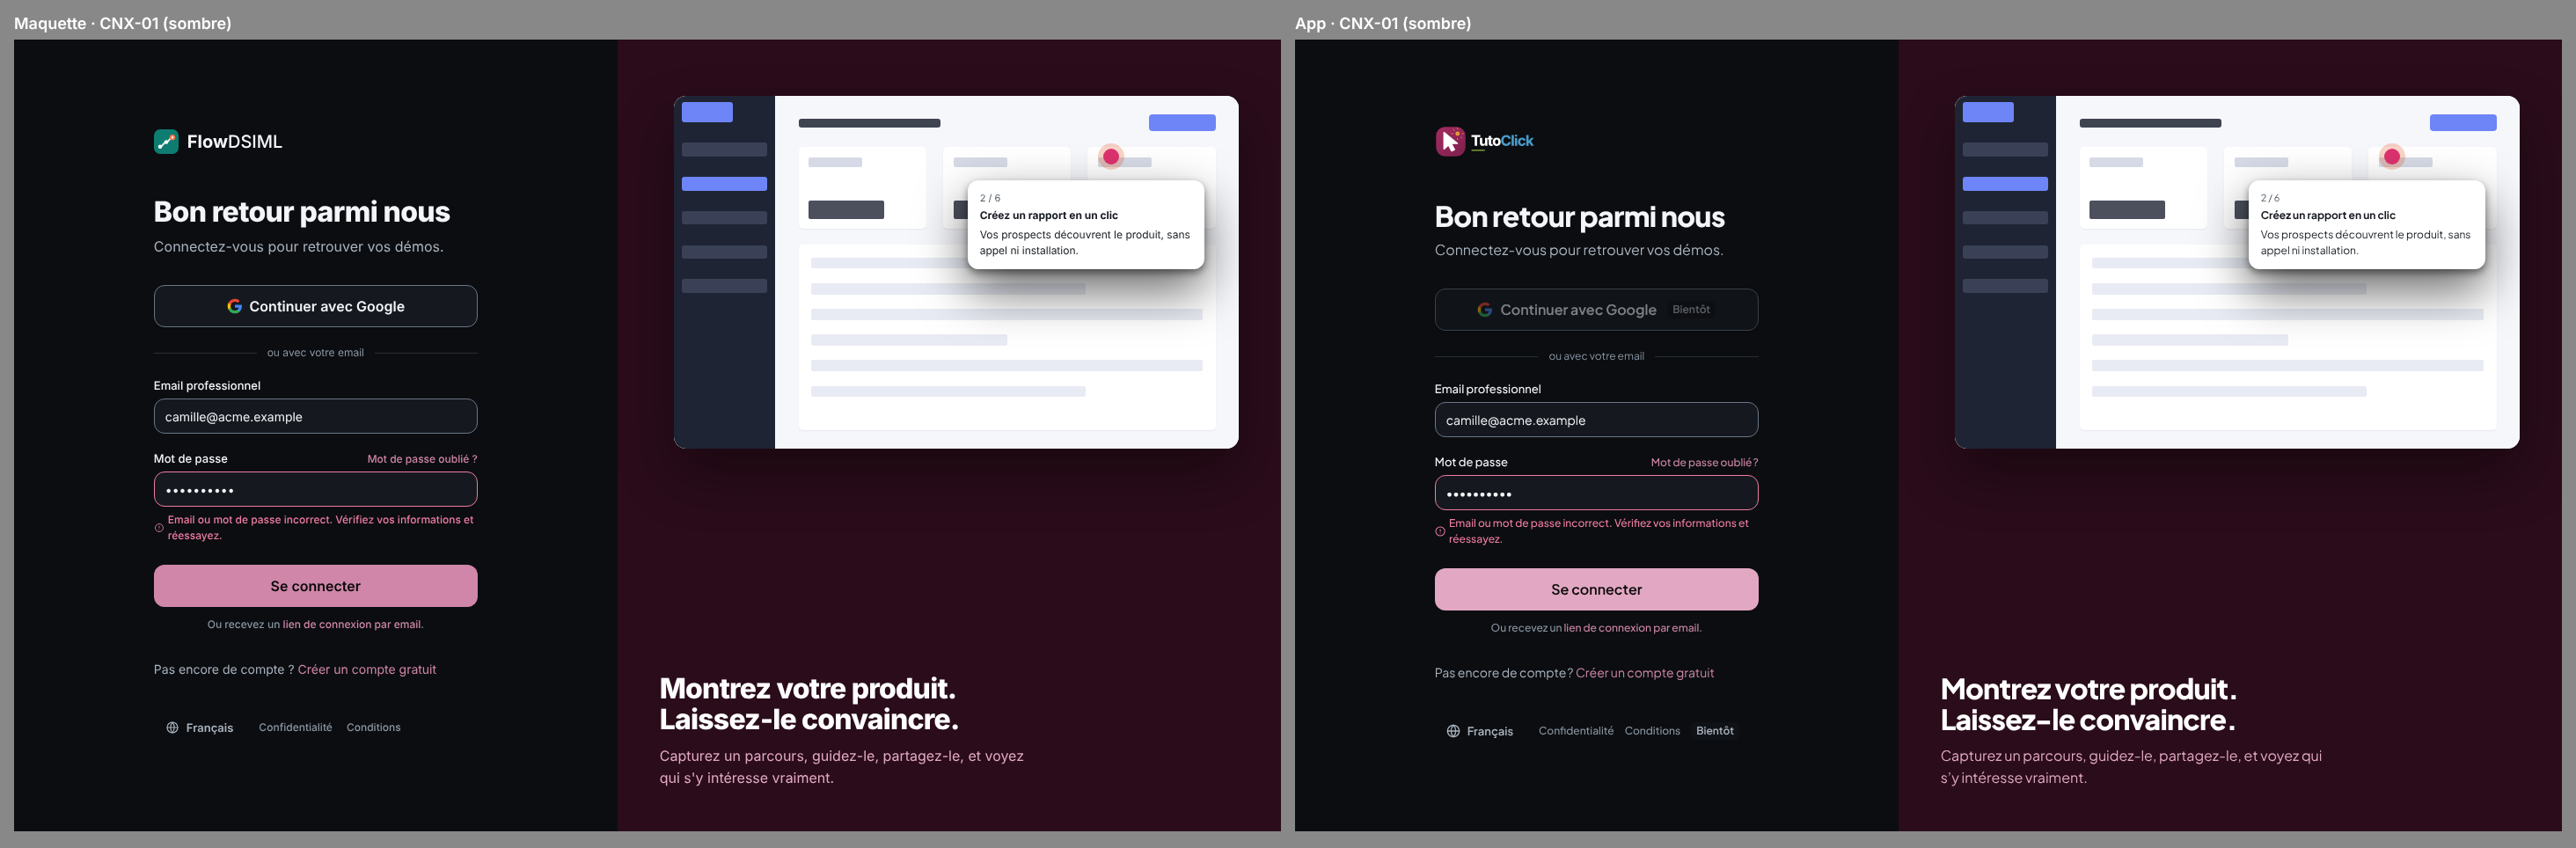 Maquette · CNX-01 (sombre)
FlowDSIML
Bon retour parmi nous
Connectez-vous pour retrouver vos démos.
Continuer avec Google
ou avec votre email
Email professionnel
camille@acme.example
Mot de passe
Mot de passe oublié ?
••••••••••
Email ou mot de passe incorrect. Vérifiez vos informations et
réessayez.
Se connecter
Ou recevez un lien de connexion par email.
Pas encore de compte ? Créer un compte gratuit
Français
Confidentialité
Conditions
2 / 6
Créez un rapport en un clic
Vos prospects découvrent le produit, sans
appel ni installation.
Montrez votre produit.
Laissez-le convaincre.
Capturez un parcours, guidez-le, partagez-le, et voyez
qui s'y intéresse vraiment.
App · CNX-01 (sombre)
TutoClick
Bon retour parmi nous
Connectez-vous pour retrouver vos démos.
Continuer avec Google Bientôt
ou avec votre email
Email professionnel
camille@acme.example
Mot de passe
Mot de passe oublié ?
••••••••••
Email ou mot de passe incorrect. Vérifiez vos informations et
réessayez.
Se connecter
Ou recevez un lien de connexion par email.
Pas encore de compte ? Créer un compte gratuit
Français
Confidentialité
Conditions
Bientôt
2 / 6
Créez un rapport en un clic
Vos prospects découvrent le produit, sans
appel ni installation.
Montrez votre produit.
Laissez-le convaincre.
Capturez un parcours, guidez-le, partagez-le, et voyez qui
s'y intéresse vraiment.